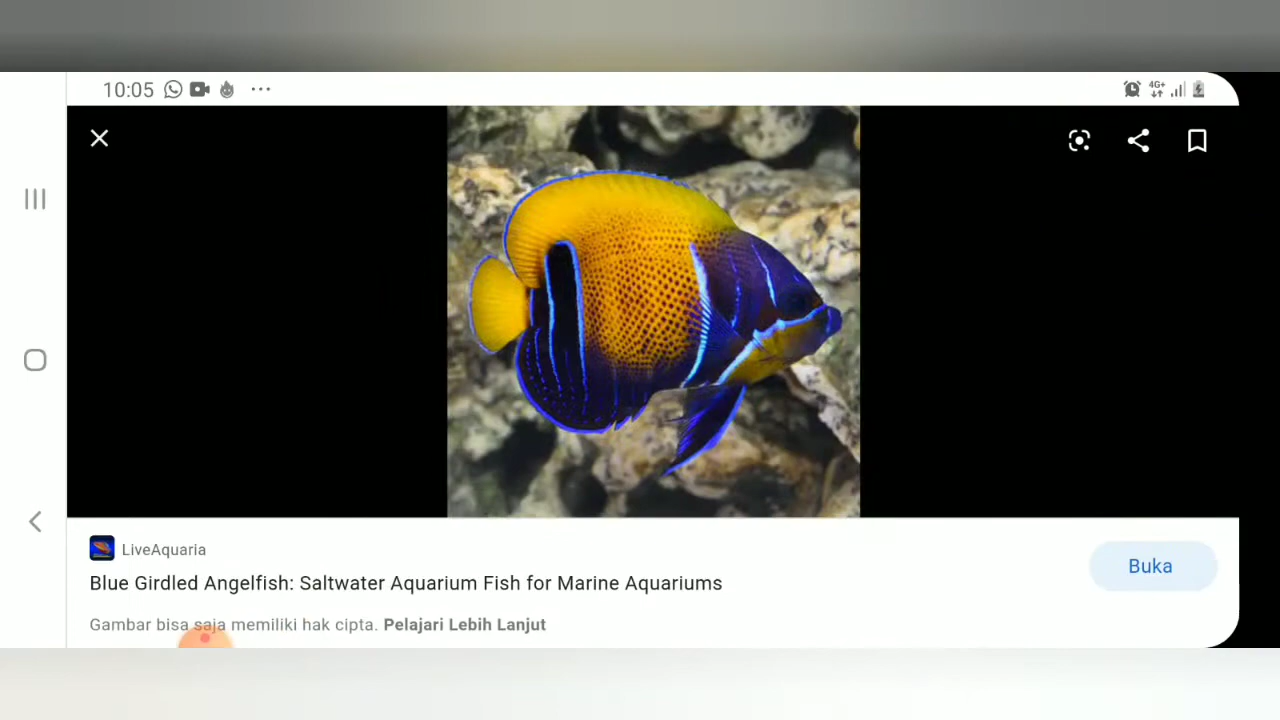 10:05
4G+
LiveAquaria
Blue Girdled Angelfish: Saltwater Aquarium Fish for Marine Aquariums
Buka
Gambar bisa saja memiliki hak cipta. Pelajari Lebih Lanjut